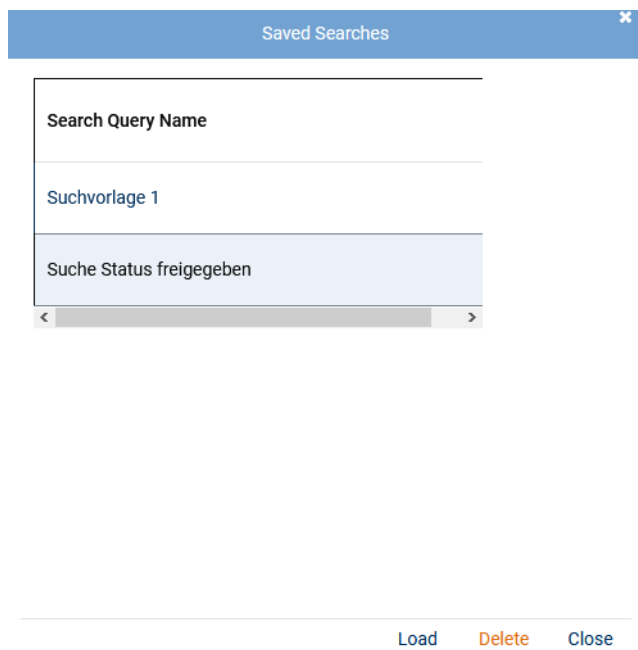 Saved Searches
Search Query Name
Suchvorlage 1
Suche Status freigegeben
Load Delete Close